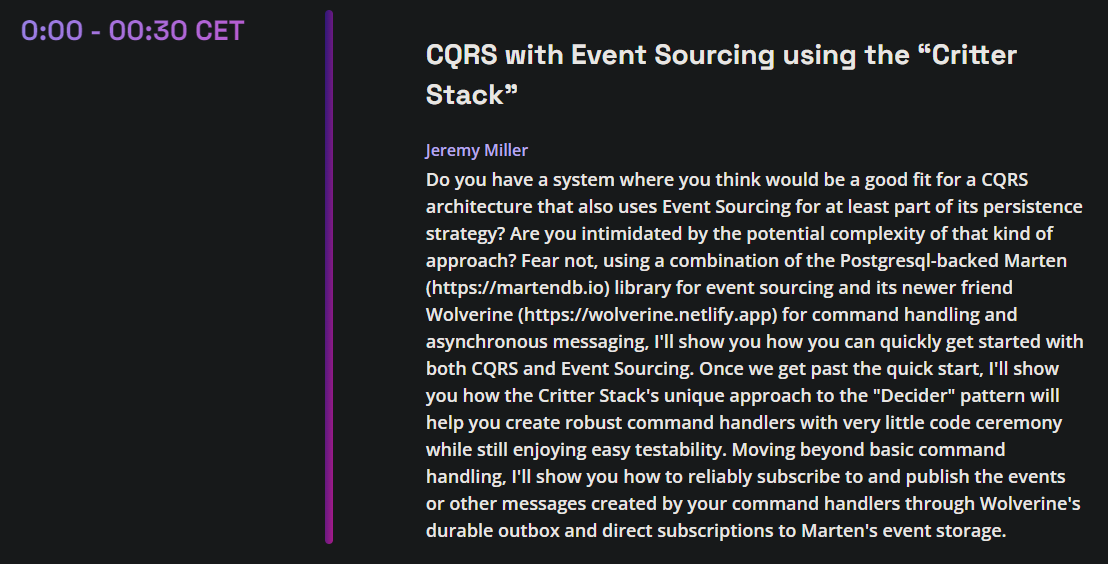 0:00 - 00:30 CET
CQRS with Event Sourcing using the “Critter
Stack”
Jeremy Miller
Do you have a system where you think would be a good fit for a CQRS
architecture that also uses Event Sourcing for at least part of its persistence
strategy? Are you intimidated by the potential complexity of that kind of
approach? Fear not, using a combination of the Postgresql-backed Marten
(https://martendb.io) library for event sourcing and its newer friend
Wolverine (https://wolverine.netlify.app) for command handling and
asynchronous messaging, I'll show you how you can quickly get started with
both CQRS and Event Sourcing. Once we get past the quick start, I'll show
you how the Critter Stack's unique approach to the "Decider" pattern will
help you create robust command handlers with very little code ceremony
while still enjoying easy testability. Moving beyond basic command
handling, I'll show you how to reliably subscribe to and publish the events
or other messages created by your command handlers through Wolverine's
durable outbox and direct subscriptions to Marten's event storage.